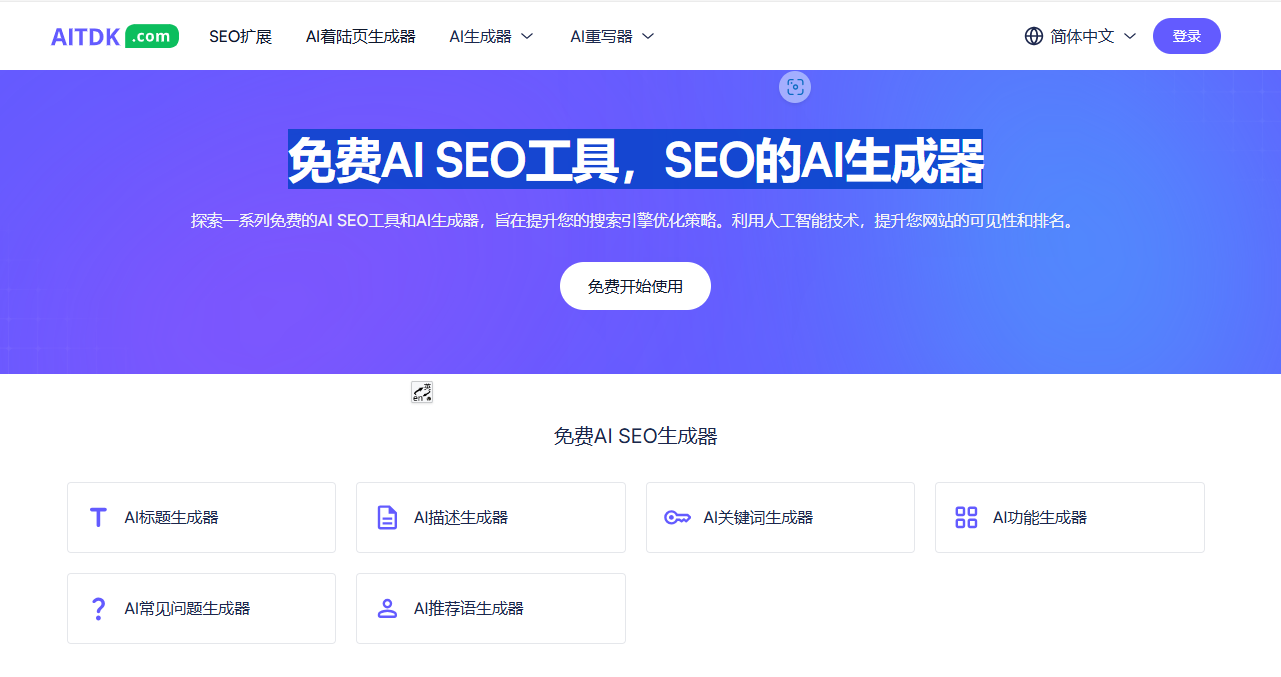 AITDK .com SEO扩展 AI着陆页生成器 AI生成器 AI重写器 简体中文 登录
免费AI SEO工具，SEO的AI生成器
探索一系列免费的AI SEO工具和AI生成器，旨在提升您的搜索引擎优化策略。利用人工智能技术，提升您网站的可见性和排名。
免费开始使用
英
en
免费AI SEO生成器
AI标题生成器 AI描述生成器 AI关键词生成器 AI功能生成器
AI常见问题生成器 AI推荐语生成器